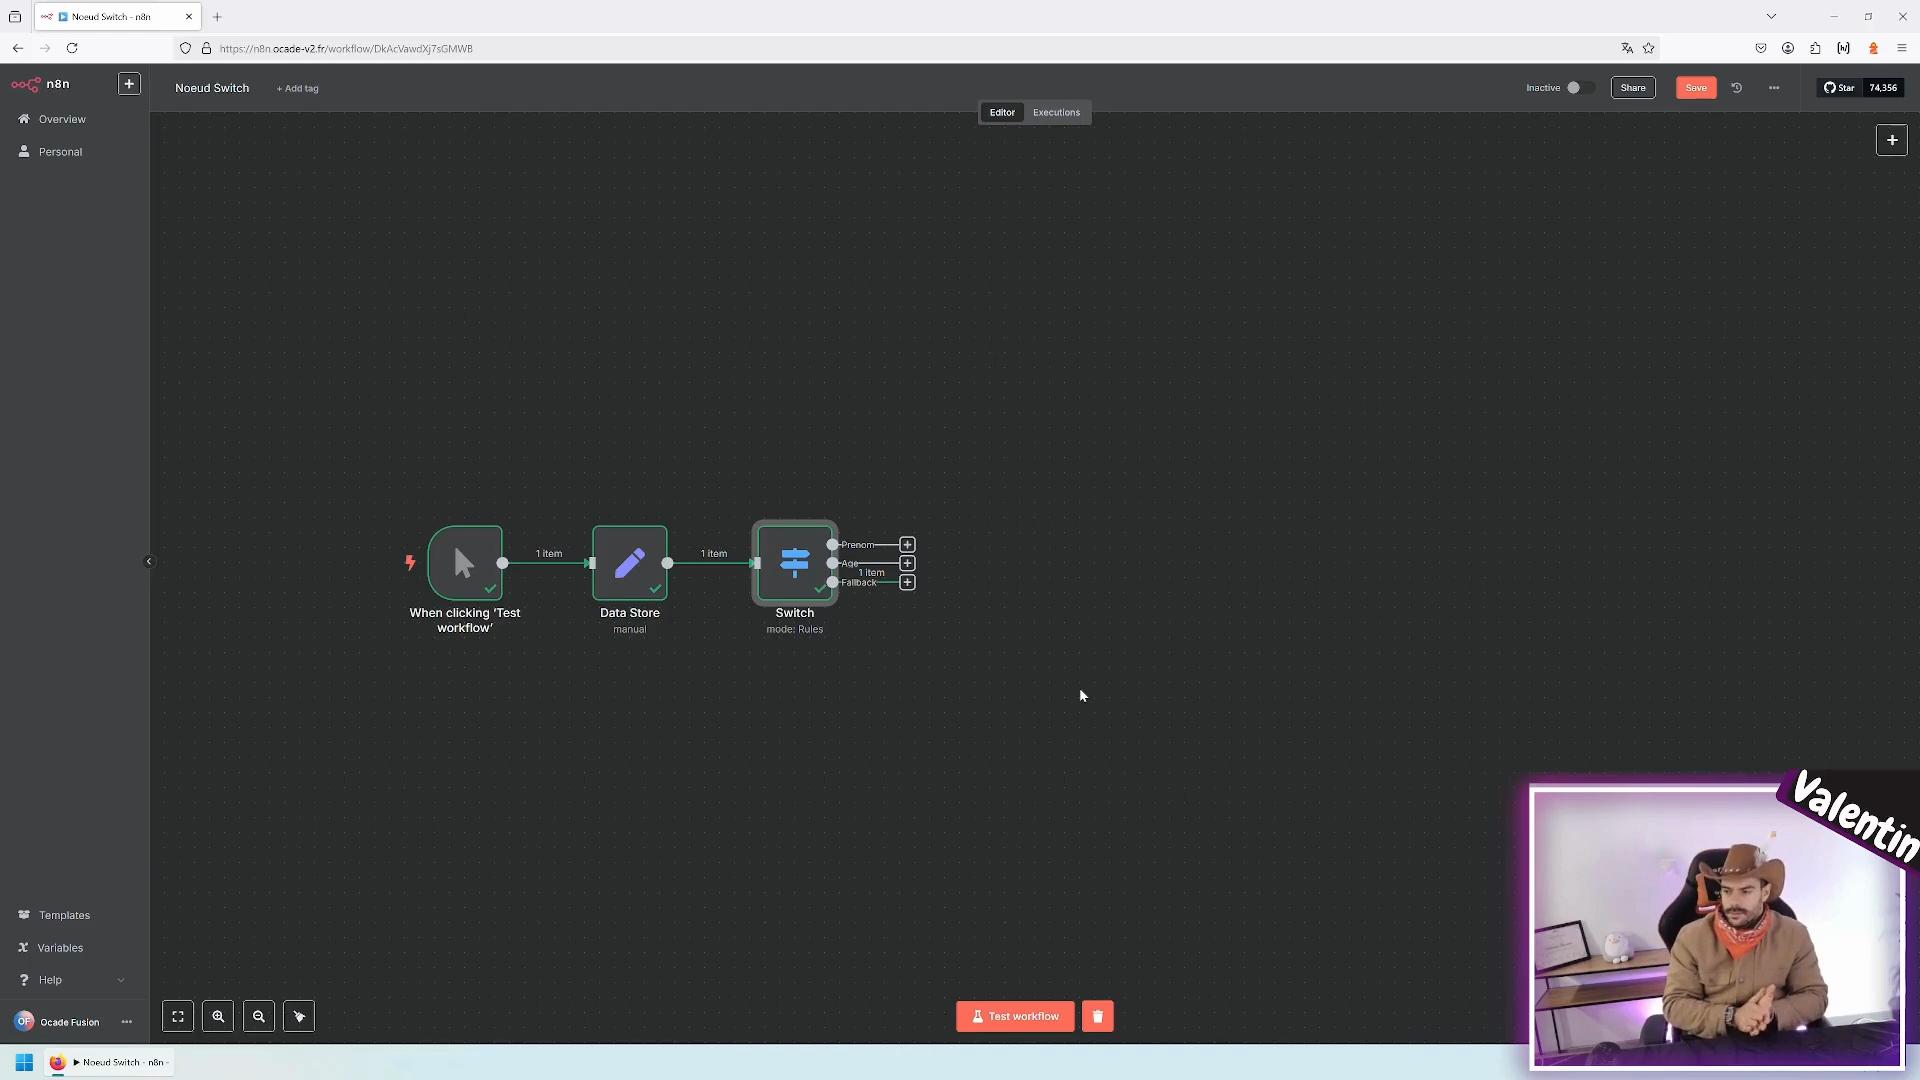 Noeud Switch - n8n
https://n8n.ocade-v2.fr/workflow/DkAcVawdXj7sGMWB
n8n
Noeud Switch
+ Add tag
Inactive
Share
Save
Star
74,356
Editor
Executions
Overview
Personal
1 item
1 item
Prenom
Age
1 item
Fallback
When clicking ‘Test
workflow’
Data Store
manual
Switch
mode: Rules
Valentin
Templates
Variables
Help
OF
Ocade Fusion
Test workflow
Noeud Switch - n8n -